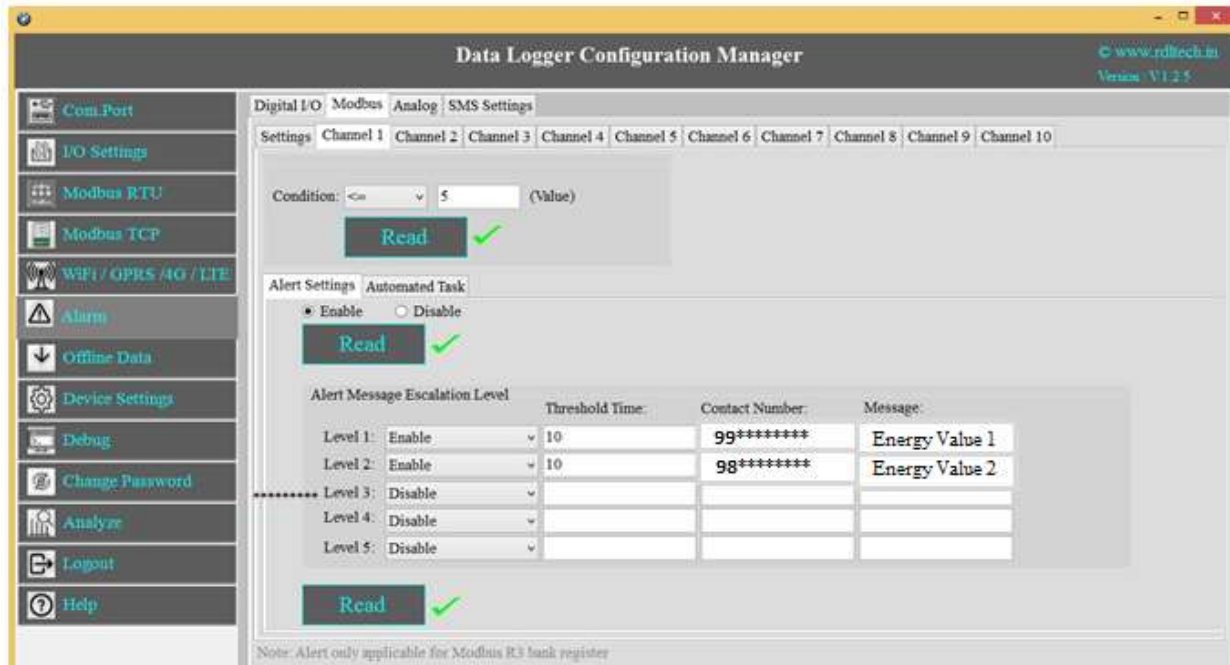 Data Logger Configuration Manager
© www.rdltech.in
Version : V1.2.5
Com.Port
I/O Settings
Modbus RTU
Modbus TCP
WiFi / GPRS /4G / LTE
Alarm
Offline Data
Device Settings
Debug
Change Password
Analyze
Logout
Help
Digital I/O Modbus Analog SMS Settings
Settings Channel 1 Channel 2 Channel 3 Channel 4 Channel 5 Channel 6 Channel 7 Channel 8 Channel 9 Channel 10
Condition: <= 5 (Value)
Read
Alert Settings Automated Task
Enable Disable
Read
Alert Message Escalation Level
Threshold Time: Contact Number: Message:
Level 1: Enable 10 99******** Energy Value 1
Level 2: Enable 10 98******** Energy Value 2
Level 3: Disable
Level 4: Disable
Level 5: Disable
Read
Note: Alert only applicable for Modbus R3 bank register